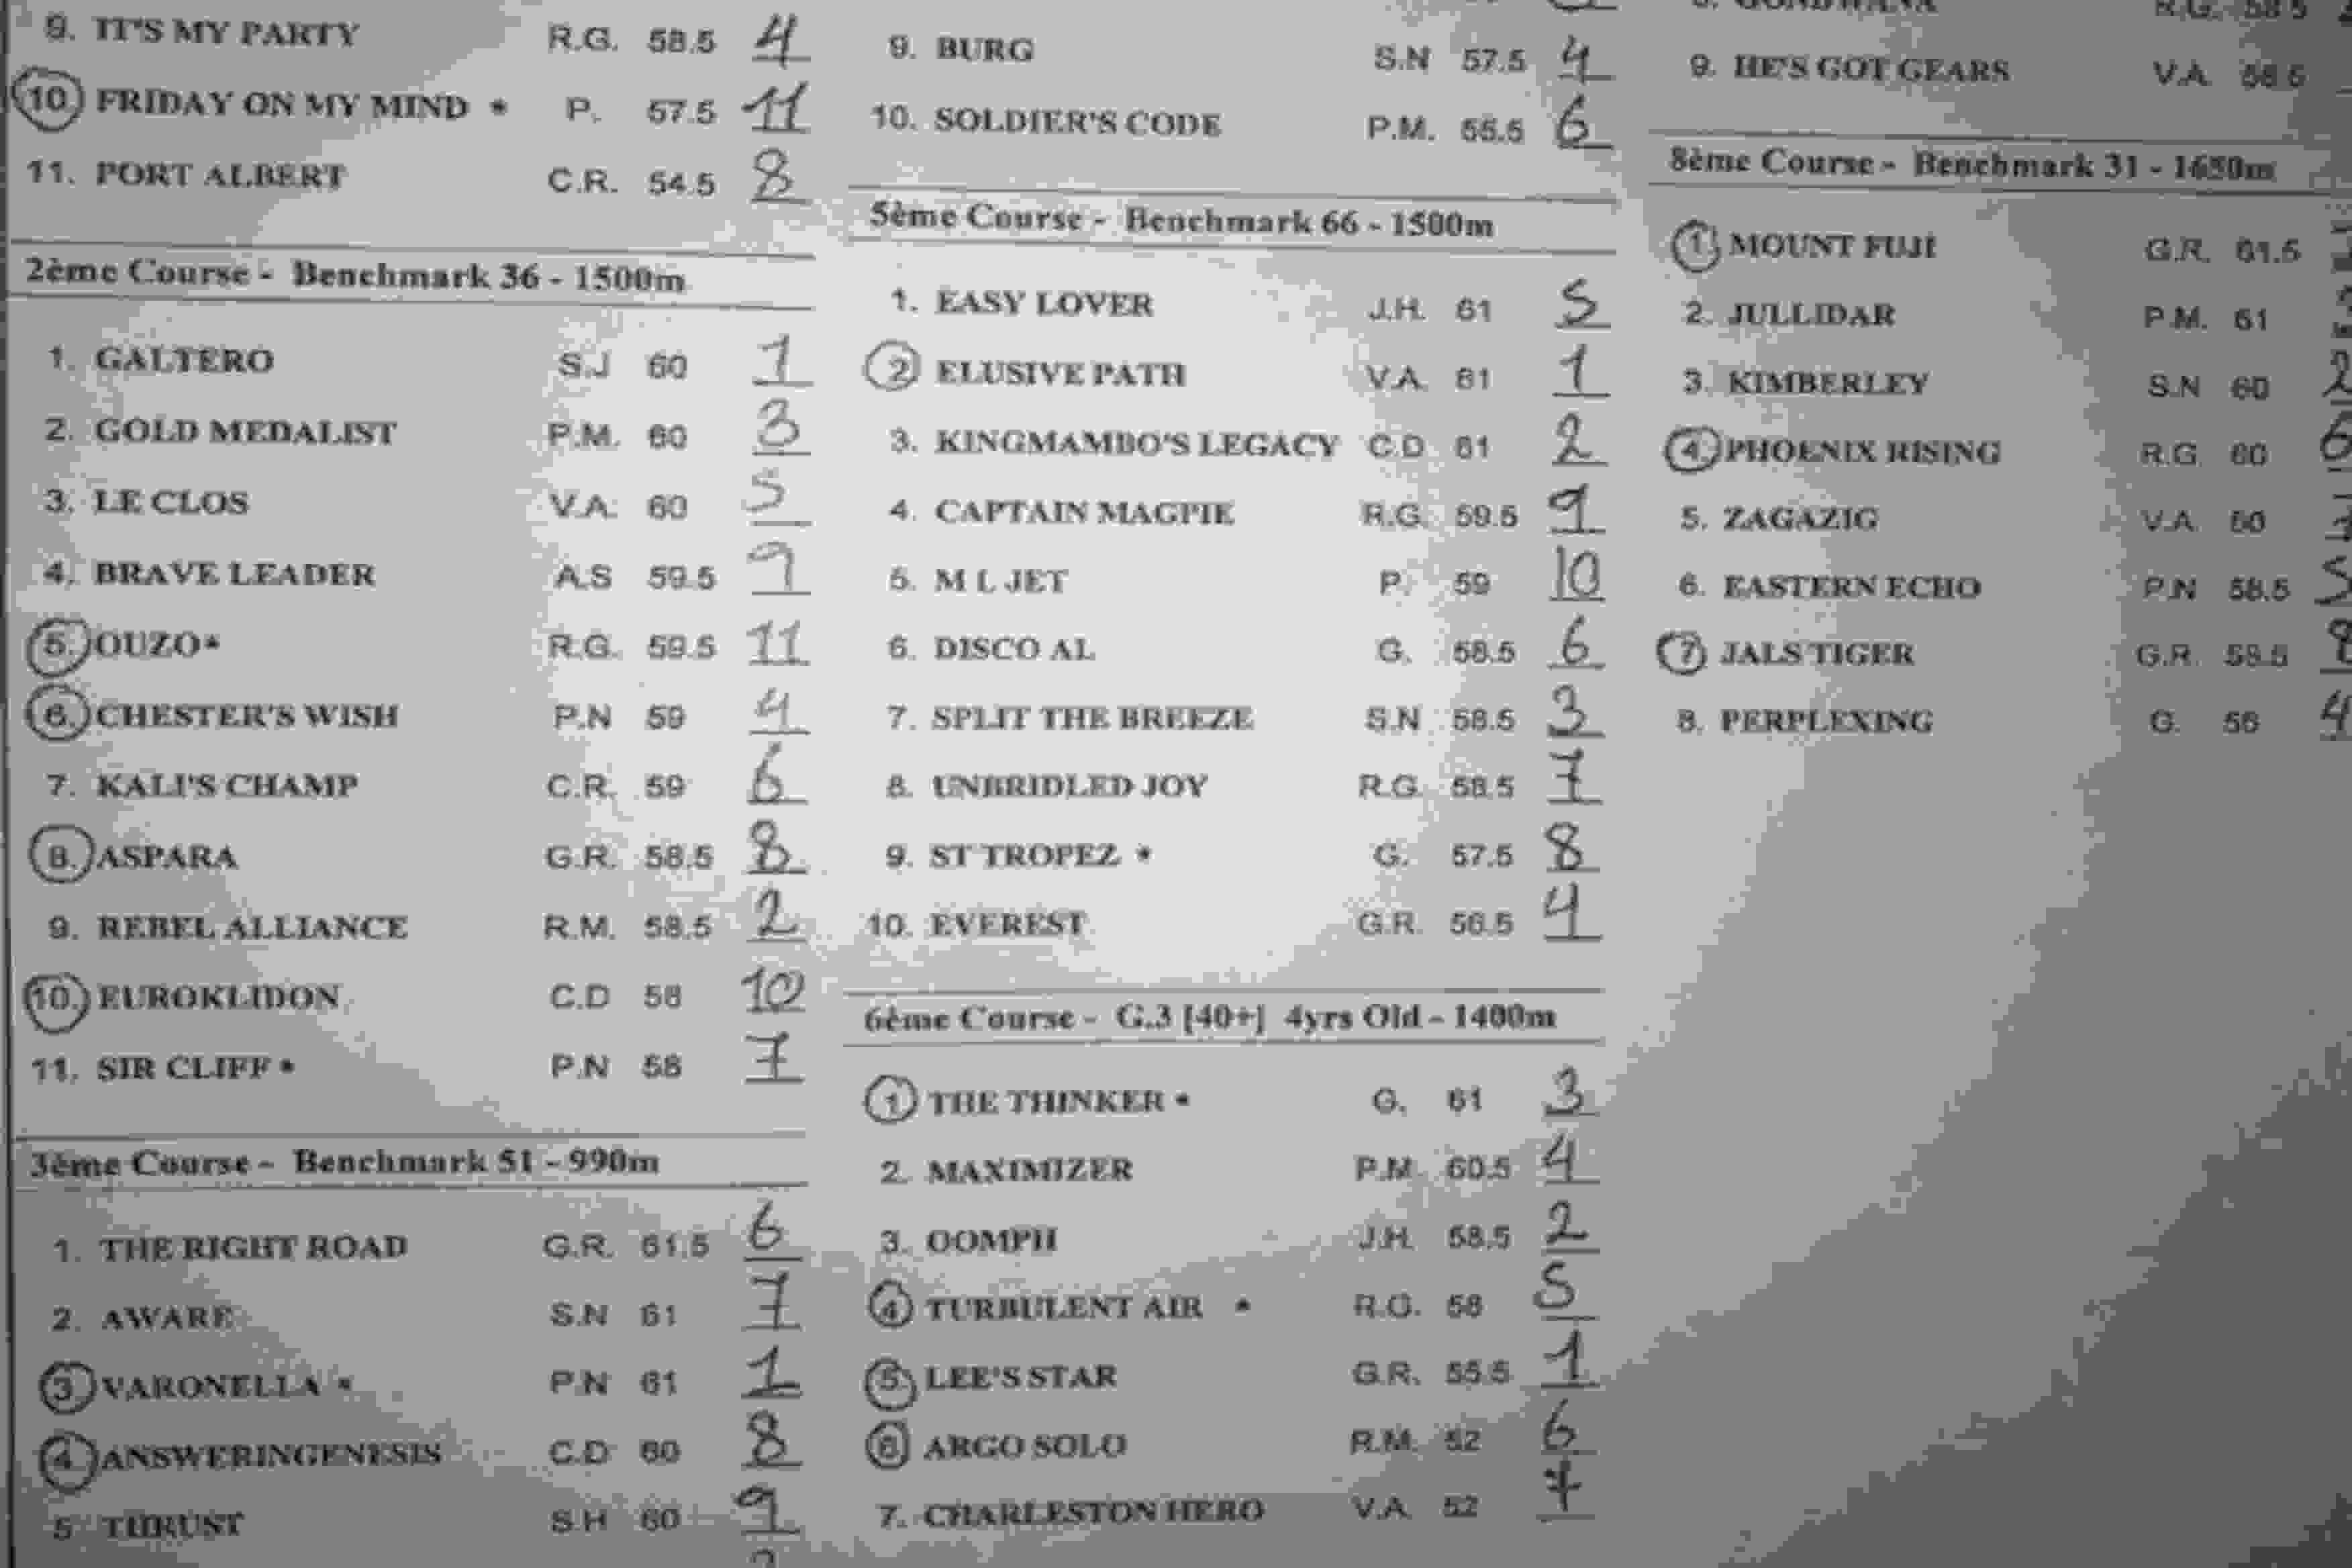 9. IT'S MY PARTY R.G. 58.5 4
10. FRIDAY ON MY MIND * P. 57.5 11
11. PORT ALBERT C.R. 54.5 8
2ème Course - Benchmark 36 - 1500m
1. GALTERO S.J 60 1
2. GOLD MEDALIST P.M. 60 3
3. LE CLOS V.A. 60 5
4. BRAVE LEADER A.S 59.5 9
5. OUZO* R.G. 59.5 11
6. CHESTER'S WISH P.N 59 4
7. KALI'S CHAMP C.R. 59 6
8. ASPARA G.R. 58.5 8
9. REBEL ALLIANCE R.M. 58.5 2
10. EUROKLIDON C.D 58 10
11. SIR CLIFF * P.N 58 7
3ème Course - Benchmark 51 - 990m
1. THE RIGHT ROAD G.R. 61.5 6
2. AWARE S.N 61 7
3. VARONELLA * P.N 61 1
4. ANSWERINGENESIS C.D 60 8
5. THRUST S.H 60 9
9. BURG S.N 57.5 4
10. SOLDIER'S CODE P.M. 55.5 6
5ème Course - Benchmark 66 - 1500m
1. EASY LOVER J.H. 61 5
2. ELUSIVE PATH V.A. 61 1
3. KINGMAMBO'S LEGACY C.D 61 2
4. CAPTAIN MAGPIE R.G. 59.5 9
5. M L JET P. 59 10
6. DISCO AL G. 58.5 6
7. SPLIT THE BREEZE S.N 58.5 3
8. UNBRIDLED JOY R.G. 58.5 7
9. ST TROPEZ * G. 57.5 8
10. EVEREST G.R. 56.5 4
6ème Course - G.3 [40+] 4yrs Old - 1400m
1. THE THINKER * G. 61 3
2. MAXIMIZER P.M. 60.5 4
3. OOMPH J.H. 58.5 2
4. TURBULENT AIR * R.G. 58 5
5. LEE'S STAR G.R. 55.5 1
6. ARGO SOLO R.M. 52 6
7. CHARLESTON HERO V.A. 52 7
8. GONDWANA R.G. 58.5
9. HE'S GOT GEARS V.A.
8ème Course - Benchmark 31 - 1650m
1. MOUNT FUJI G.R. 61.5
2. JULLIDAR P.M. 61
3. KIMBERLEY S.N 60 2
4. PHOENIX RISING R.G. 60 6
5. ZAGAZIG V.A. 60
6. EASTERN ECHO P.N 58.5 5
7. JALS TIGER G.R. 58.5 8
8. PERPLEXING G. 56 4